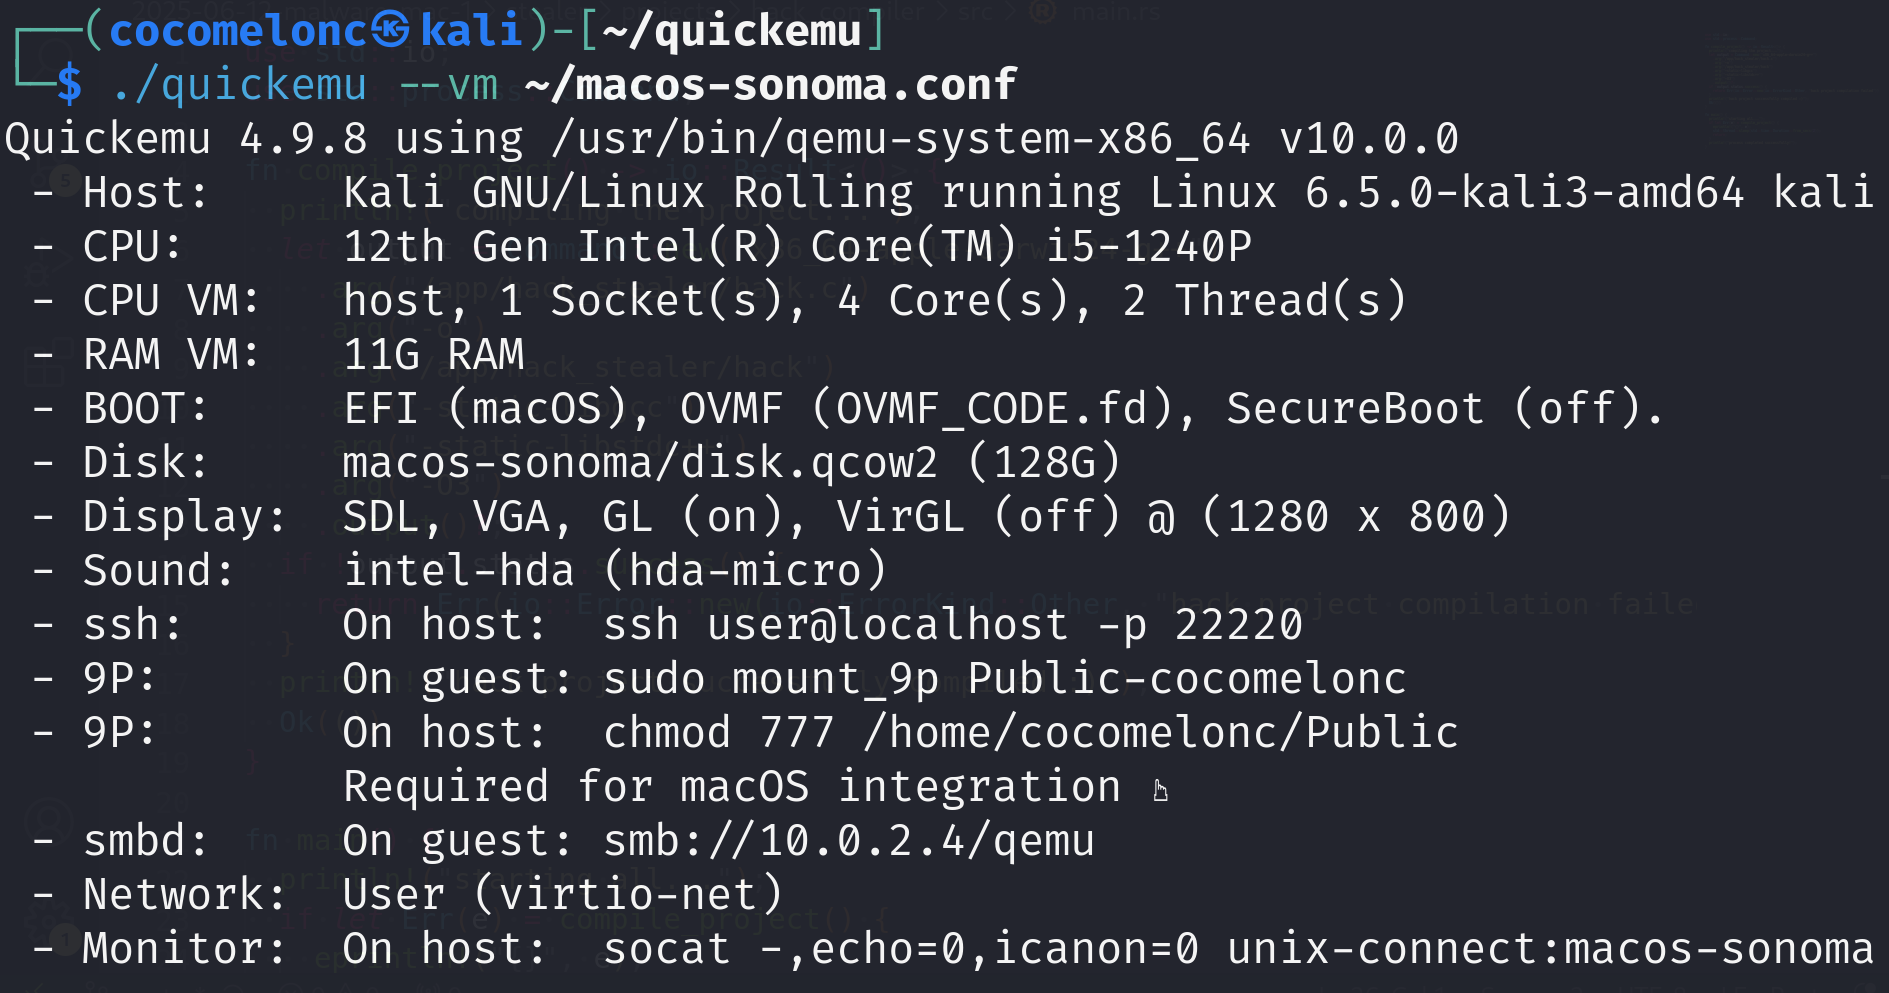 ┌──(cocomelonc㉿kali)-[~/quickemu]
└─$ ./quickemu --vm ~/macos-sonoma.conf
Quickemu 4.9.8 using /usr/bin/qemu-system-x86_64 v10.0.0
- Host: Kali GNU/Linux Rolling running Linux 6.5.0-kali3-amd64 kali
- CPU: 12th Gen Intel(R) Core(TM) i5-1240P
- CPU VM: host, 1 Socket(s), 4 Core(s), 2 Thread(s)
- RAM VM: 11G RAM
- BOOT: EFI (macOS), OVMF (OVMF_CODE.fd), SecureBoot (off).
- Disk: macos-sonoma/disk.qcow2 (128G)
- Display: SDL, VGA, GL (on), VirGL (off) @ (1280 x 800)
- Sound: intel-hda (hda-micro)
- ssh: On host: ssh user@localhost -p 22220
- 9P: On guest: sudo mount_9p Public-cocomelonc
- 9P: On host: chmod 777 /home/cocomelonc/Public
Required for macOS integration 👆
- smbd: On guest: smb://10.0.2.4/qemu
- Network: User (virtio-net)
- Monitor: On host: socat -,echo=0,icanon=0 unix-connect:macos-sonoma